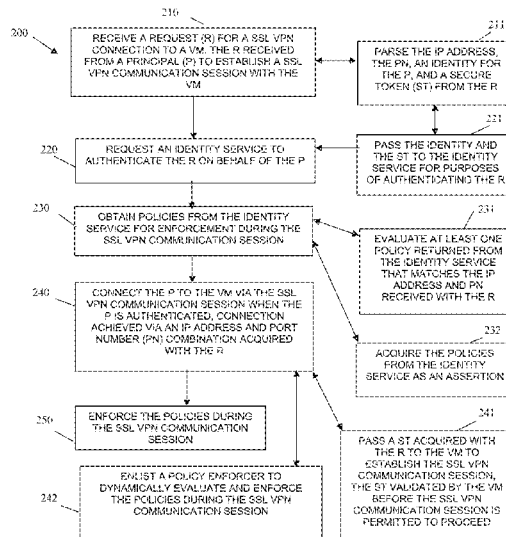 200
210
RECEIVE A REQUEST (R) FOR A SSL VPN
CONNECTION TO A VM, THE R RECEIVED
FROM A PRINCIPAL (P) TO ESTABLISH A SSL
VPN COMMUNICATION SESSION WITH THE
VM
211
PARSE THE IP ADDRESS,
THE PN, AN IDENTITY FOR
THE P, AND A SECURE
TOKEN (ST) FROM THE R
220
REQUEST AN IDENTITY SERVICE TO
AUTHENTICATE THE R ON BEHALF OF THE P
221
PASS THE IDENTITY AND
THE ST TO THE IDENTITY
SERVICE FOR PURPOSES
OF AUTHENTICATING THE R
230
OBTAIN POLICIES FROM THE IDENTITY
SERVICE FOR ENFORCEMENT DURING THE
SSL VPN COMMUNICATION SESSION
231
EVALUATE AT LEAST ONE
POLICY RETURNED FROM
THE IDENTITY SERVICE
THAT MATCHES THE IP
ADDRESS AND PN
RECEIVED WITH THE R
240
CONNECT THE P TO THE VM VIA THE SSL
VPN COMMUNICATION SESSION WHEN THE
P IS AUTHENTICATED, CONNECTION
ACHIEVED VIA AN IP ADDRESS AND PORT
NUMBER (PN) COMBINATION ACQUIRED
WITH THE R
232
ACQUIRE THE POLICIES
FROM THE IDENTITY
SERVICE AS AN ASSERTION
250
ENFORCE THE POLICIES DURING
THE SSL VPN COMMUNICATION
SESSION
241
PASS A ST ACQUIRED WITH
THE R TO THE VM TO
ESTABLISH THE SSL VPN
COMMUNICATION SESSION,
THE ST VALIDATED BY THE VM
BEFORE THE SSL VPN
COMMUNICATION SESSION IS
PERMITTED TO PROCEED
242
ENLIST A POLICY ENFORCER TO
DYNAMICALLY EVALUATE AND ENFORCE
THE POLICIES DURING THE SSL VPN
COMMUNICATION SESSION